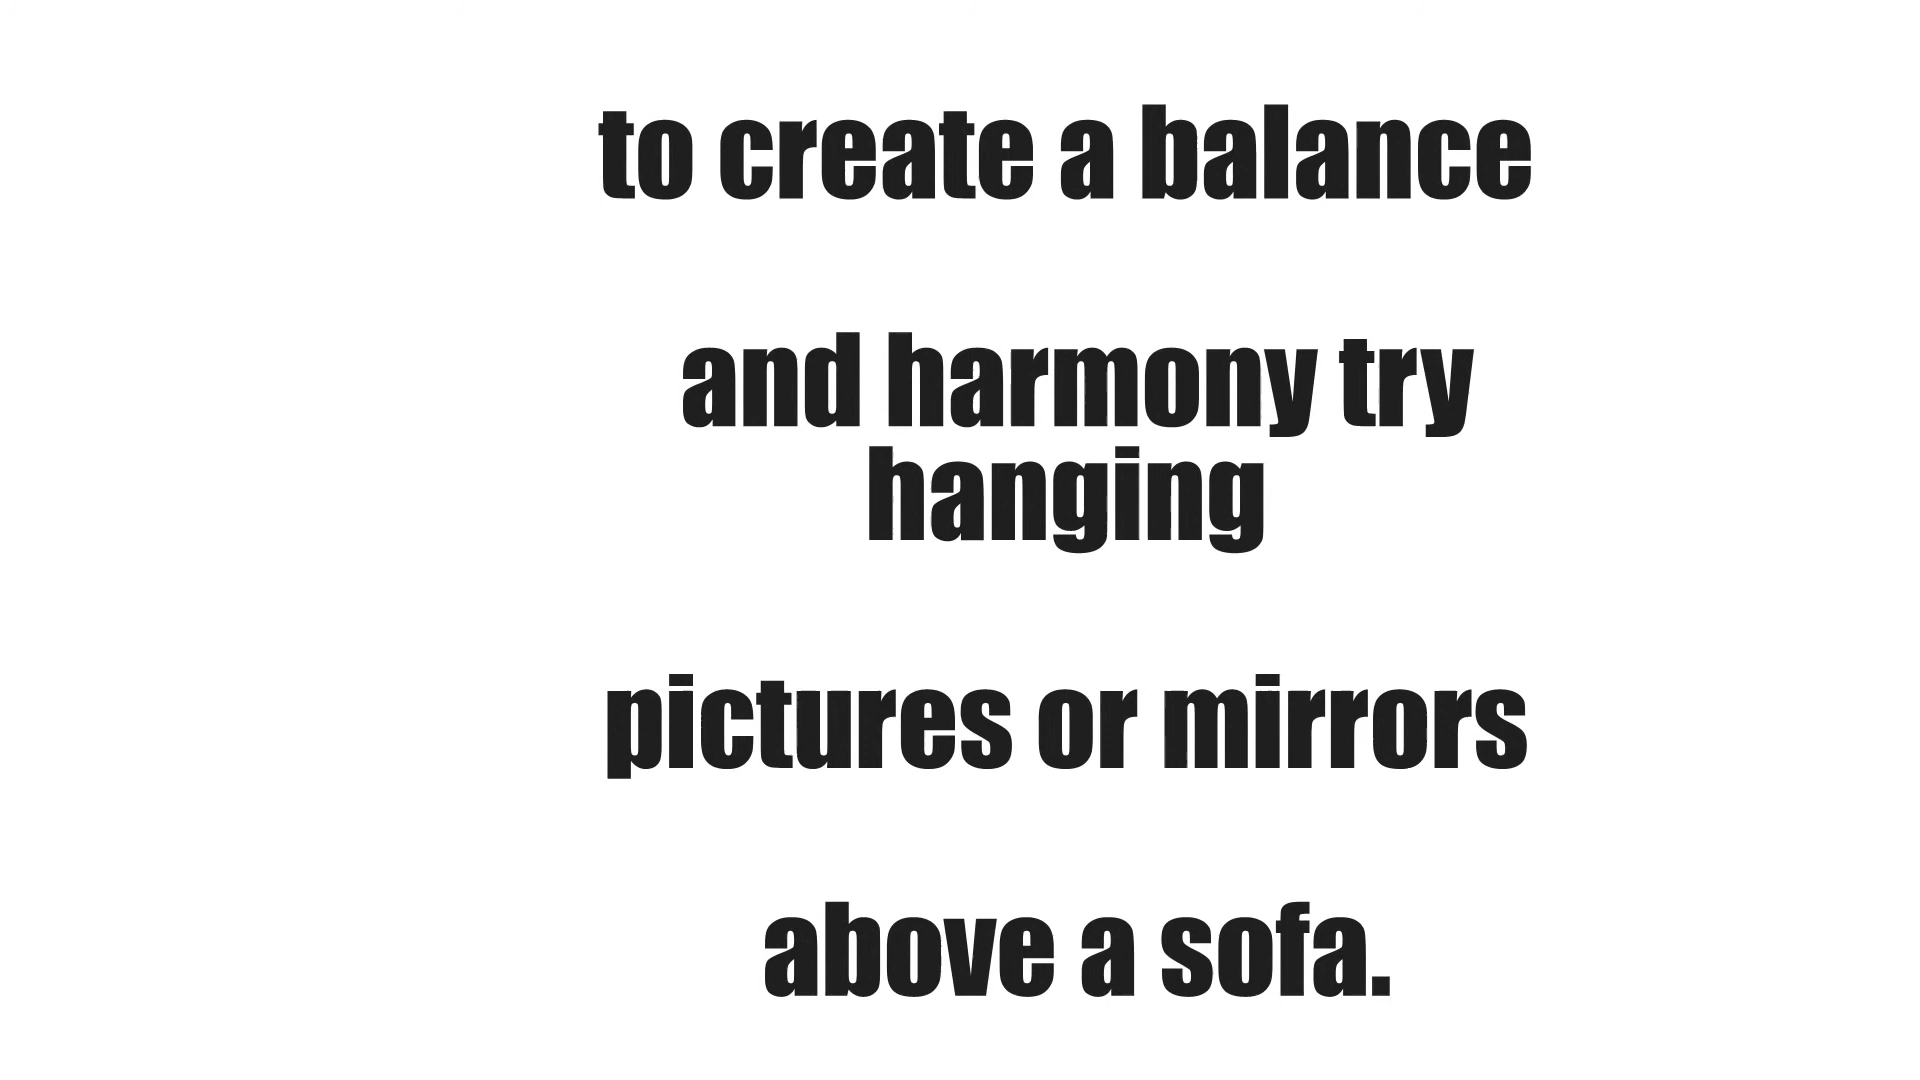 to create a balance
and harmony try
hanging
pictures or mirrors
above a sofa.